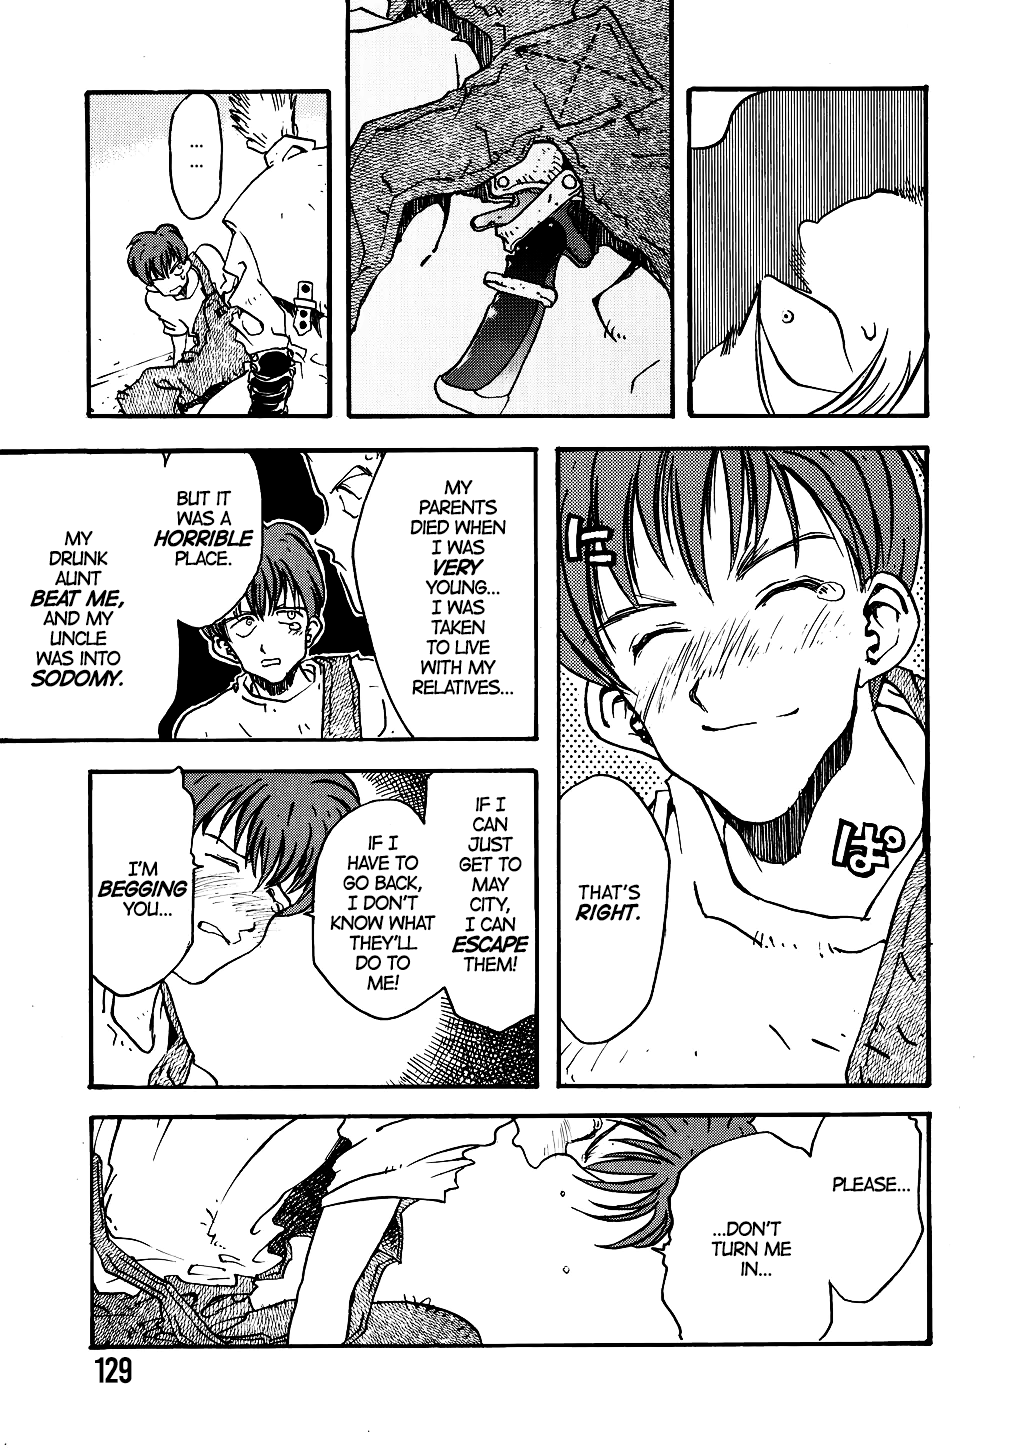 ...
...
に
ぱ
THAT'S
RIGHT.
MY
PARENTS
DIED WHEN
I WAS
VERY
YOUNG...
I WAS
TAKEN
TO LIVE
WITH MY
RELATIVES...
BUT IT
WAS A
HORRIBLE
PLACE.
MY
DRUNK
AUNT
BEAT ME,
AND MY
UNCLE
WAS INTO
SODOMY.
IF I
CAN
JUST
GET TO
MAY
CITY,
I CAN
ESCAPE
THEM!
IF I
HAVE TO
GO BACK,
I DON'T
KNOW WHAT
THEY'LL
DO TO
ME!
I'M
BEGGING
YOU...
PLEASE...
...DON'T
TURN ME
IN...
129